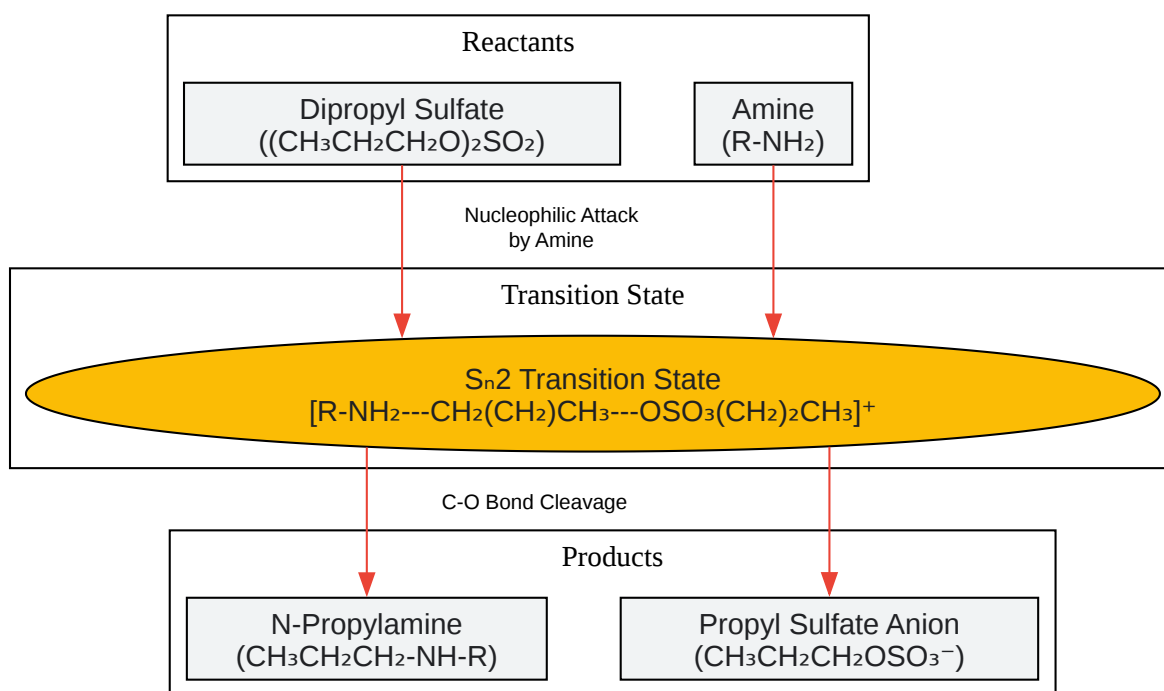 Reactants
Dipropyl Sulfate
((CH₃CH₂CH₂O)₂SO₂)
Amine
(R-NH₂)
Nucleophilic Attack
by Amine
Transition State
Sₙ2 Transition State
[R-NH₂---CH₂(CH₂)CH₃---OSO₃(CH₂)₂CH₃]⁺
C-O Bond Cleavage
Products
N-Propylamine
(CH₃CH₂CH₂-NH-R)
Propyl Sulfate Anion
(CH₃CH₂CH₂OSO₃⁻)